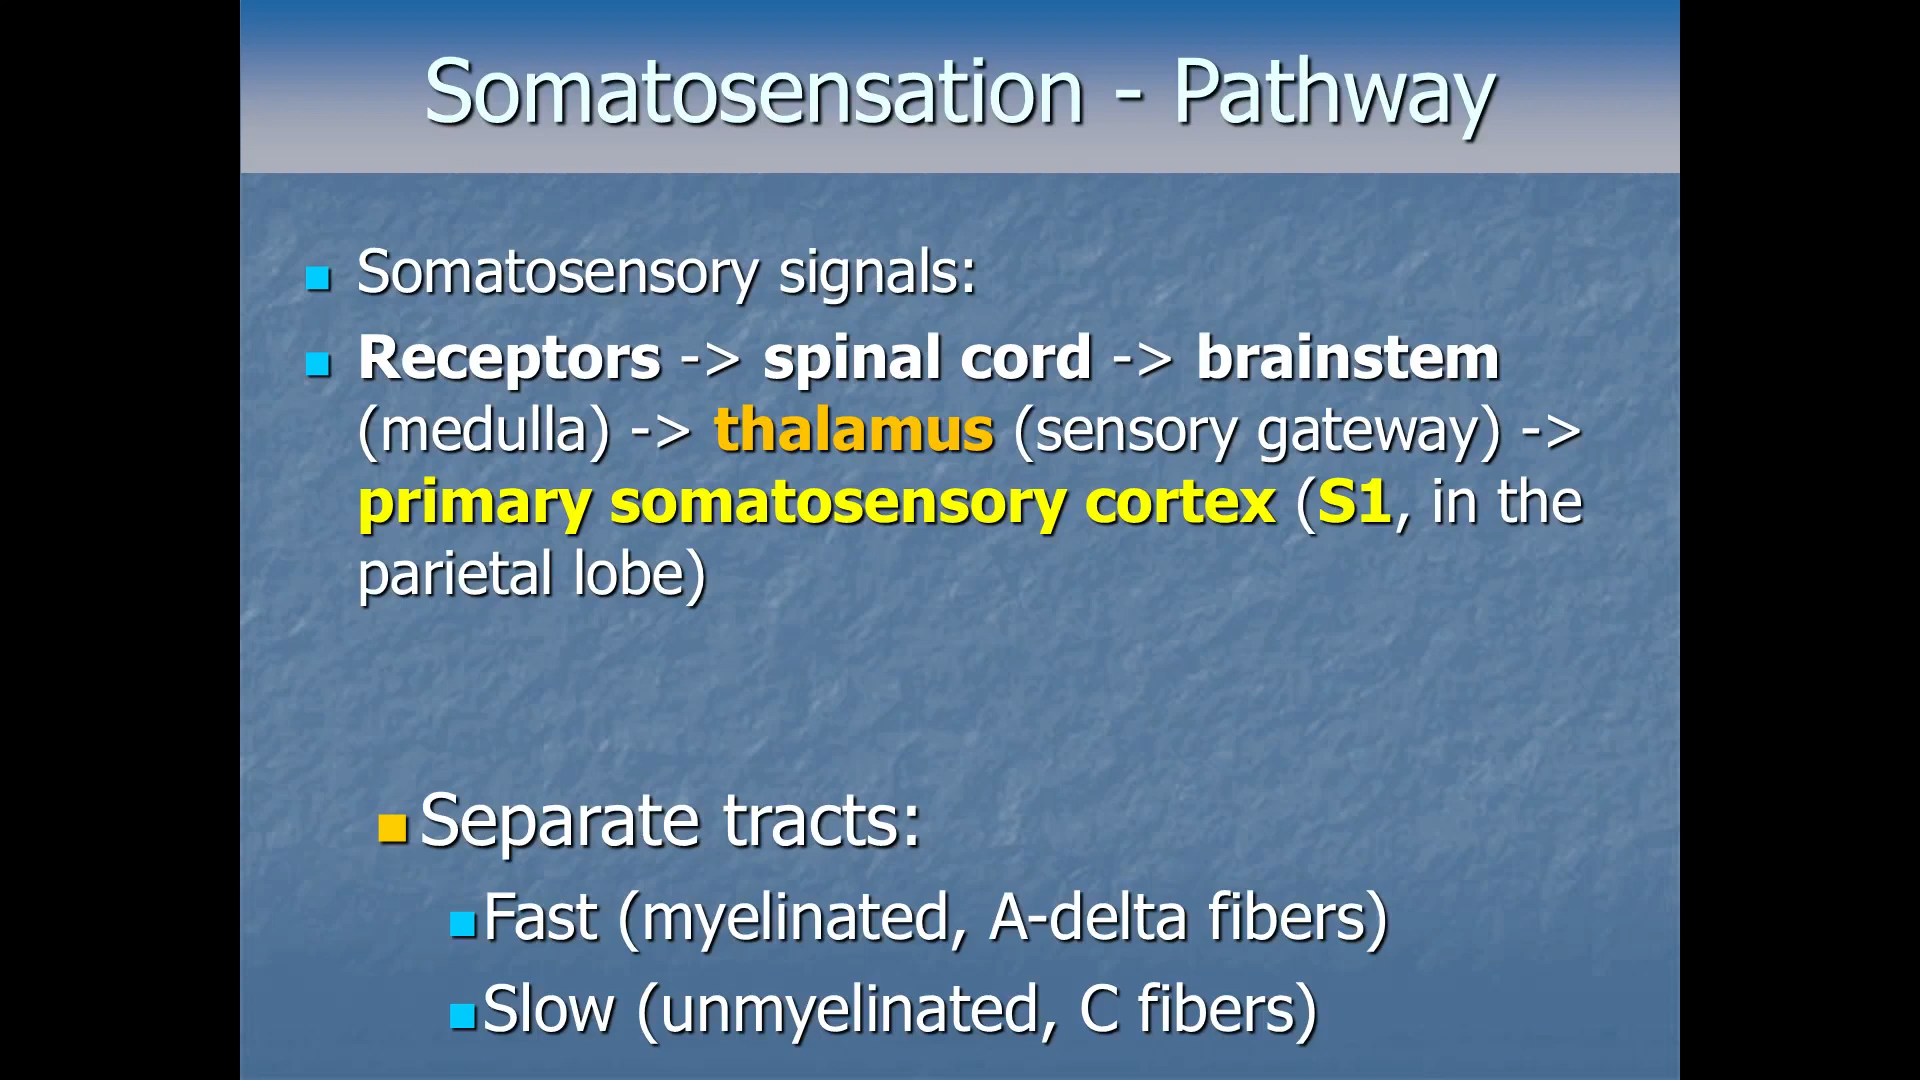 Somatosensation - Pathway
Somatosensory signals:
Receptors -> spinal cord -> brainstem
(medulla) -> thalamus (sensory gateway) ->
primary somatosensory cortex (S1, in the
parietal lobe)
Separate tracts:
Fast (myelinated, A-delta fibers)
Slow (unmyelinated, C fibers)